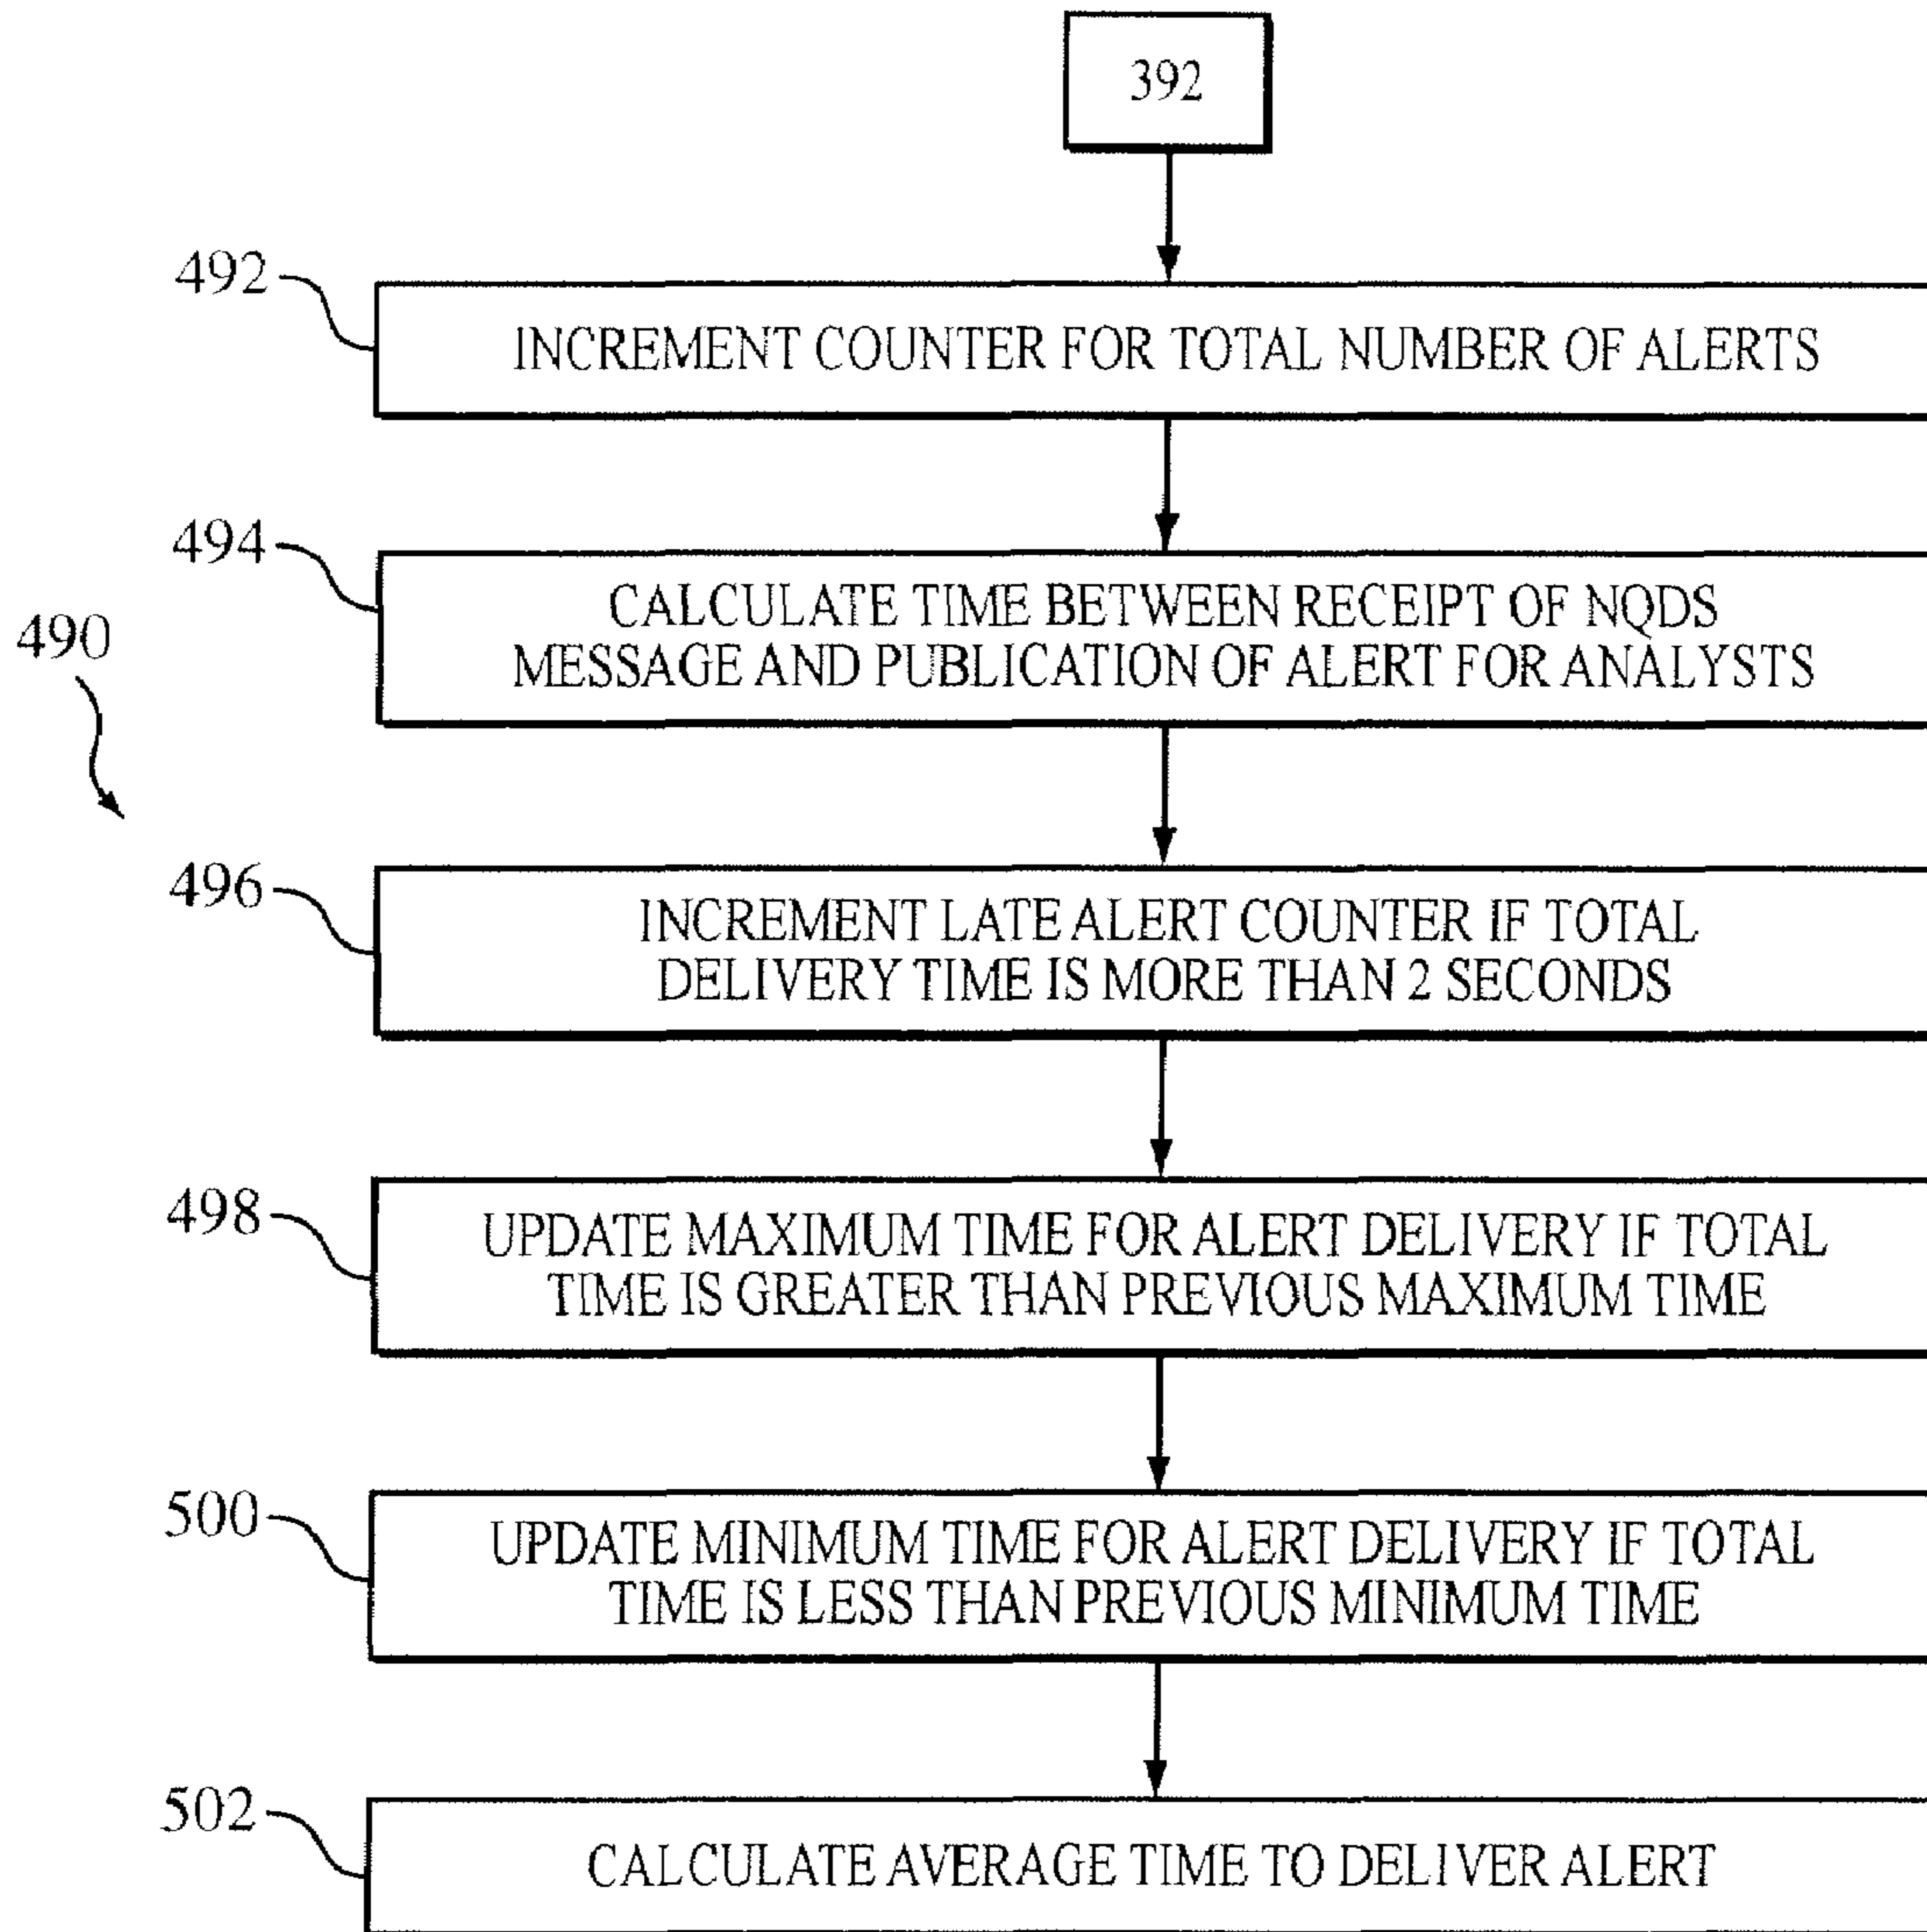 392
492
INCREMENT COUNTER FOR TOTAL NUMBER OF ALERTS
494
CALCULATE TIME BETWEEN RECEIPT OF NQDS
MESSAGE AND PUBLICATION OF ALERT FOR ANALYSTS
490
496
INCREMENT LATE ALERT COUNTER IF TOTAL
DELIVERY TIME IS MORE THAN 2 SECONDS
498
UPDATE MAXIMUM TIME FOR ALERT DELIVERY IF TOTAL
TIME IS GREATER THAN PREVIOUS MAXIMUM TIME
500
UPDATE MINIMUM TIME FOR ALERT DELIVERY IF TOTAL
TIME IS LESS THAN PREVIOUS MINIMUM TIME
502
CALCULATE AVERAGE TIME TO DELIVER ALERT